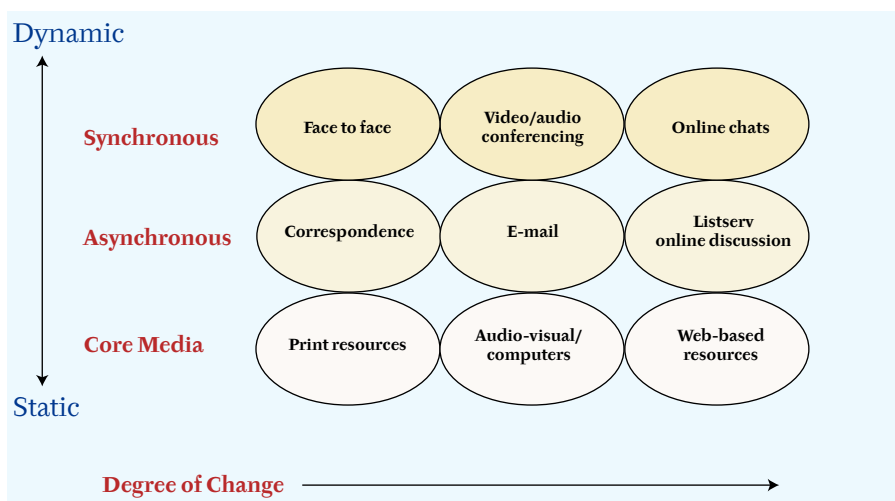 Dynamic
Synchronous
Face to face
Video/audio
conferencing
Online chats
Asynchronous
Correspondence
E-mail
Listserv
online discussion
Core Media
Print resources
Audio-visual/
computers
Web-based
resources
Static
Degree of Change